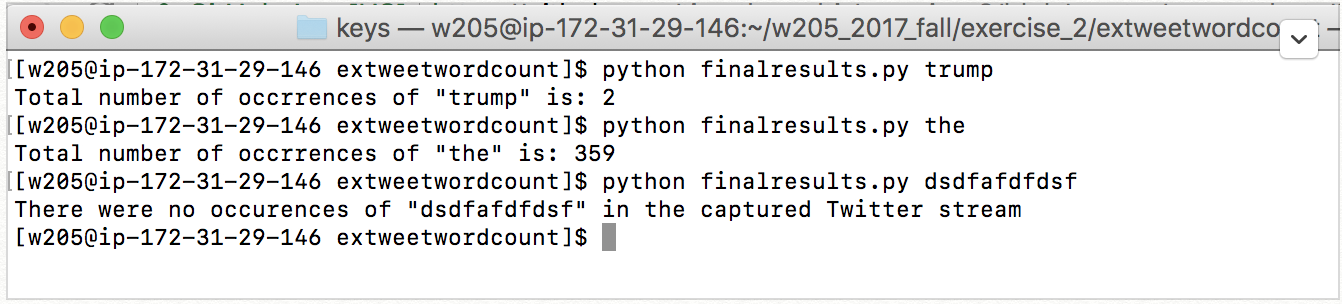 keys — w205@ip-172-31-29-146:~/w205_2017_fall/exercise_2/extweetwordco
[[w205@ip-172-31-29-146 extweetwordcount]$ python finalresults.py trump
Total number of occrrences of "trump" is: 2
[[w205@ip-172-31-29-146 extweetwordcount]$ python finalresults.py the
Total number of occrrences of "the" is: 359
[[w205@ip-172-31-29-146 extweetwordcount]$ python finalresults.py dsdfafdfdsf
There were no occurences of "dsdfafdfdsf" in the captured Twitter stream
[w205@ip-172-31-29-146 extweetwordcount]$